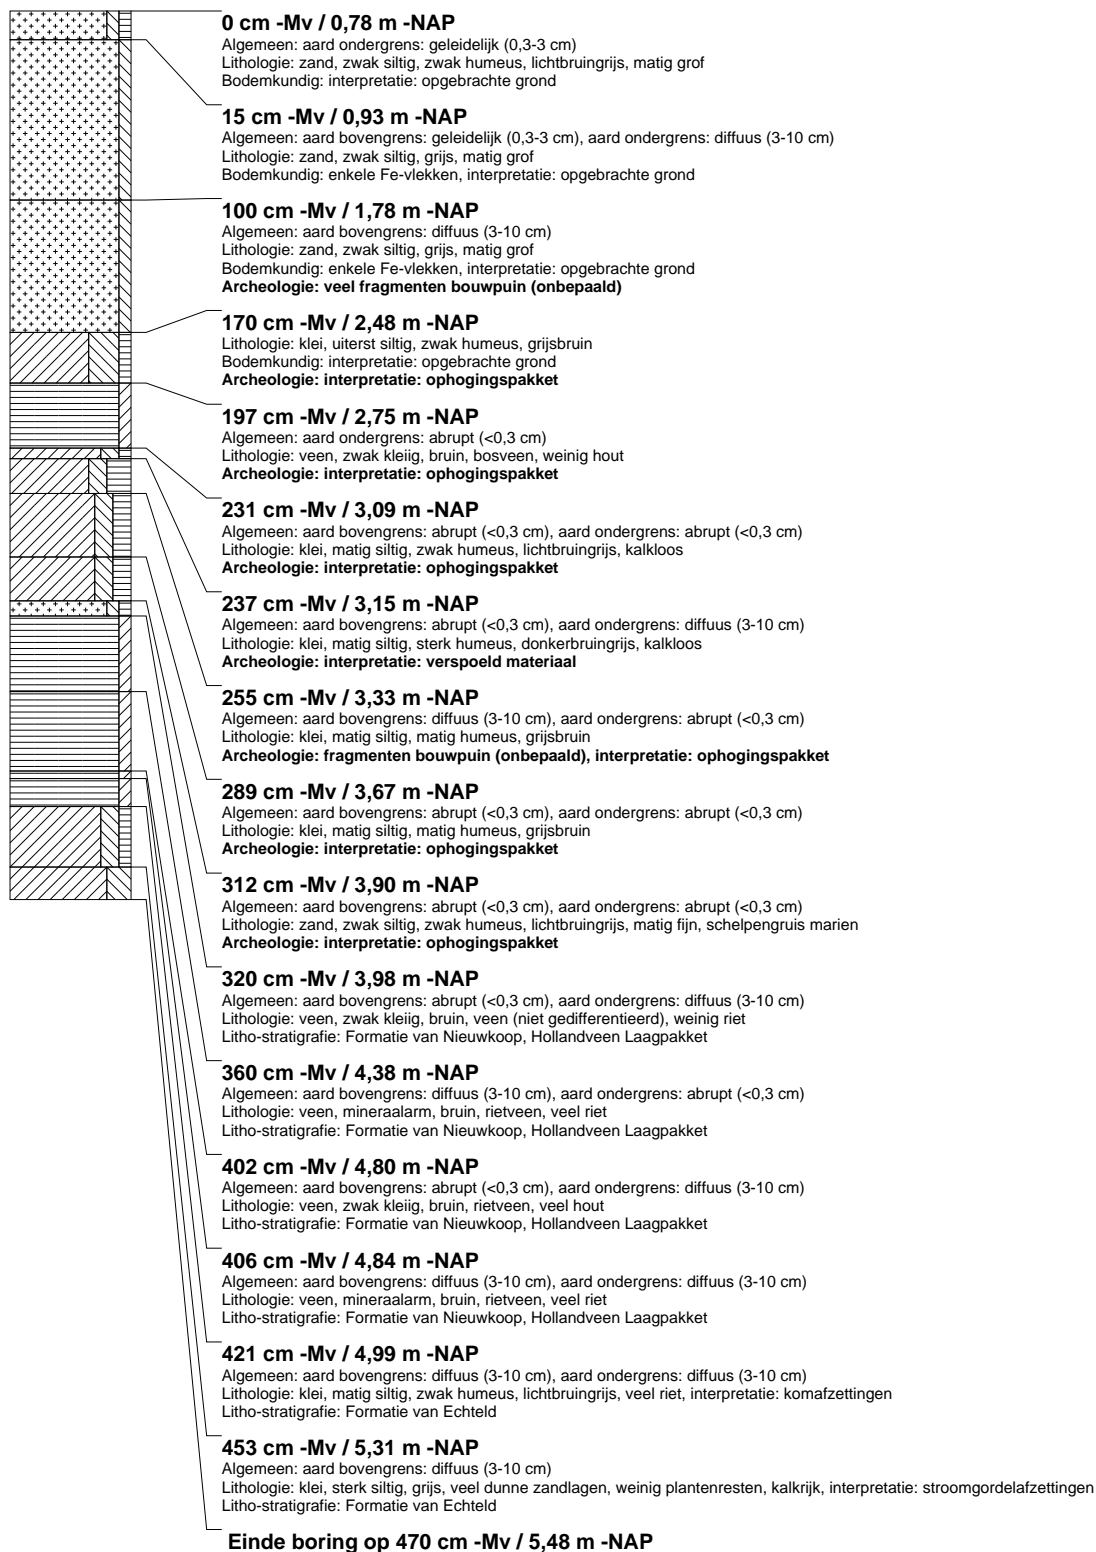 0 cm -Mv / 0,78 m -NAP
Algemeen: aard ondergrens: geleidelijk (0,3-3 cm)
Lithologie: zand, zwak siltig, zwak humeus, lichtbruingrijs, matig grof
Bodemkundig: interpretatie: opgebrachte grond
15 cm -Mv / 0,93 m -NAP
Algemeen: aard bovengrens: geleidelijk (0,3-3 cm), aard ondergrens: diffuus (3-10 cm)
Lithologie: zand, zwak siltig, grijs, matig grof
Bodemkundig: enkele Fe-vlekken, interpretatie: opgebrachte grond
100 cm -Mv / 1,78 m -NAP
Algemeen: aard bovengrens: diffuus (3-10 cm)
Lithologie: zand, zwak siltig, grijs, matig grof
Bodemkundig: enkele Fe-vlekken, interpretatie: opgebrachte grond
Archeologie: veel fragmenten bouwpuin (onbepaald)
170 cm -Mv / 2,48 m -NAP
Lithologie: klei, uiterst siltig, zwak humeus, grijsbruin
Bodemkundig: interpretatie: opgebrachte grond
Archeologie: interpretatie: ophogingspakket
197 cm -Mv / 2,75 m -NAP
Algemeen: aard ondergrens: abrupt (<0,3 cm)
Lithologie: veen, zwak kleiig, bruin, bosveen, weinig hout
Archeologie: interpretatie: ophogingspakket
231 cm -Mv / 3,09 m -NAP
Algemeen: aard bovengrens: abrupt (<0,3 cm), aard ondergrens: abrupt (<0,3 cm)
Lithologie: klei, matig siltig, zwak humeus, lichtbruingrijs, kalkloos
Archeologie: interpretatie: ophogingspakket
237 cm -Mv / 3,15 m -NAP
Algemeen: aard bovengrens: abrupt (<0,3 cm), aard ondergrens: diffuus (3-10 cm)
Lithologie: klei, matig siltig, sterk humeus, donkerbruingrijs, kalkloos
Archeologie: interpretatie: verspoeld materiaal
255 cm -Mv / 3,33 m -NAP
Algemeen: aard bovengrens: diffuus (3-10 cm), aard ondergrens: abrupt (<0,3 cm)
Lithologie: klei, matig siltig, matig humeus, grijsbruin
Archeologie: fragmenten bouwpuin (onbepaald), interpretatie: ophogingspakket
289 cm -Mv / 3,67 m -NAP
Algemeen: aard bovengrens: abrupt (<0,3 cm), aard ondergrens: abrupt (<0,3 cm)
Lithologie: klei, matig siltig, matig humeus, grijsbruin
Archeologie: interpretatie: ophogingspakket
312 cm -Mv / 3,90 m -NAP
Algemeen: aard bovengrens: abrupt (<0,3 cm), aard ondergrens: abrupt (<0,3 cm)
Lithologie: zand, zwak siltig, zwak humeus, lichtbruingrijs, matig fijn, schelpengruis marien
Archeologie: interpretatie: ophogingspakket
320 cm -Mv / 3,98 m -NAP
Algemeen: aard bovengrens: abrupt (<0,3 cm), aard ondergrens: diffuus (3-10 cm)
Lithologie: veen, zwak kleiig, bruin, veen (niet gedifferentieerd), weinig riet
Litho-stratigrafie: Formatie van Nieuwkoop, Hollandveen Laagpakket
360 cm -Mv / 4,38 m -NAP
Algemeen: aard bovengrens: diffuus (3-10 cm), aard ondergrens: abrupt (<0,3 cm)
Lithologie: veen, mineraalarm, bruin, rietveen, veel riet
Litho-stratigrafie: Formatie van Nieuwkoop, Hollandveen Laagpakket
402 cm -Mv / 4,80 m -NAP
Algemeen: aard bovengrens: abrupt (<0,3 cm), aard ondergrens: diffuus (3-10 cm)
Lithologie: veen, zwak kleiig, bruin, rietveen, veel hout
Litho-stratigrafie: Formatie van Nieuwkoop, Hollandveen Laagpakket
406 cm -Mv / 4,84 m -NAP
Algemeen: aard bovengrens: diffuus (3-10 cm), aard ondergrens: diffuus (3-10 cm)
Lithologie: veen, mineraalarm, bruin, rietveen, veel riet
Litho-stratigrafie: Formatie van Nieuwkoop, Hollandveen Laagpakket
421 cm -Mv / 4,99 m -NAP
Algemeen: aard bovengrens: diffuus (3-10 cm), aard ondergrens: diffuus (3-10 cm)
Lithologie: klei, matig siltig, zwak humeus, lichtbruingrijs, veel riet, interpretatie: komafzettingen
Litho-stratigrafie: Formatie van Echteld
453 cm -Mv / 5,31 m -NAP
Algemeen: aard bovengrens: diffuus (3-10 cm)
Lithologie: klei, sterk siltig, grijs, veel dunne zandlagen, weinig plantenresten, kalkrijk, interpretatie: stroomgordelafzettingen
Litho-stratigrafie: Formatie van Echteld
Einde boring op 470 cm -Mv / 5,48 m -NAP